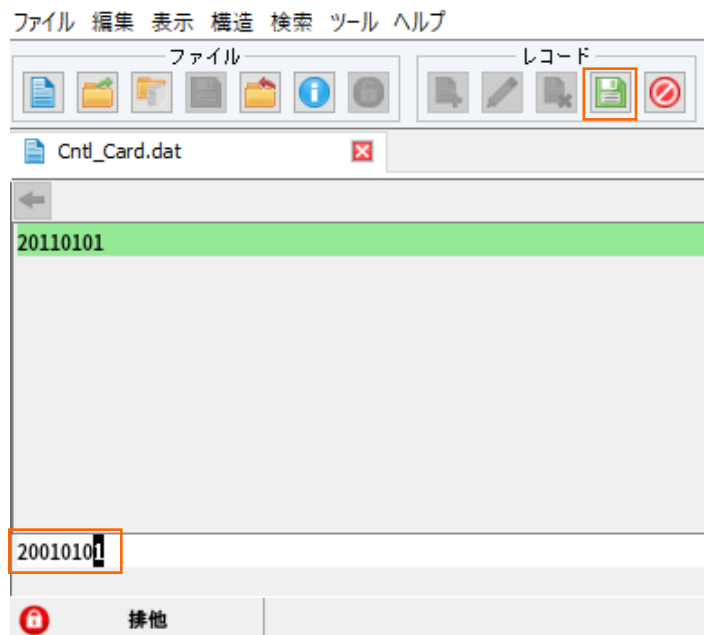 ファイル 編集 表示 構造 検索 ツール ヘルプ
ファイル レコード
Cntl_Card.dat
20110101
20010101
排他